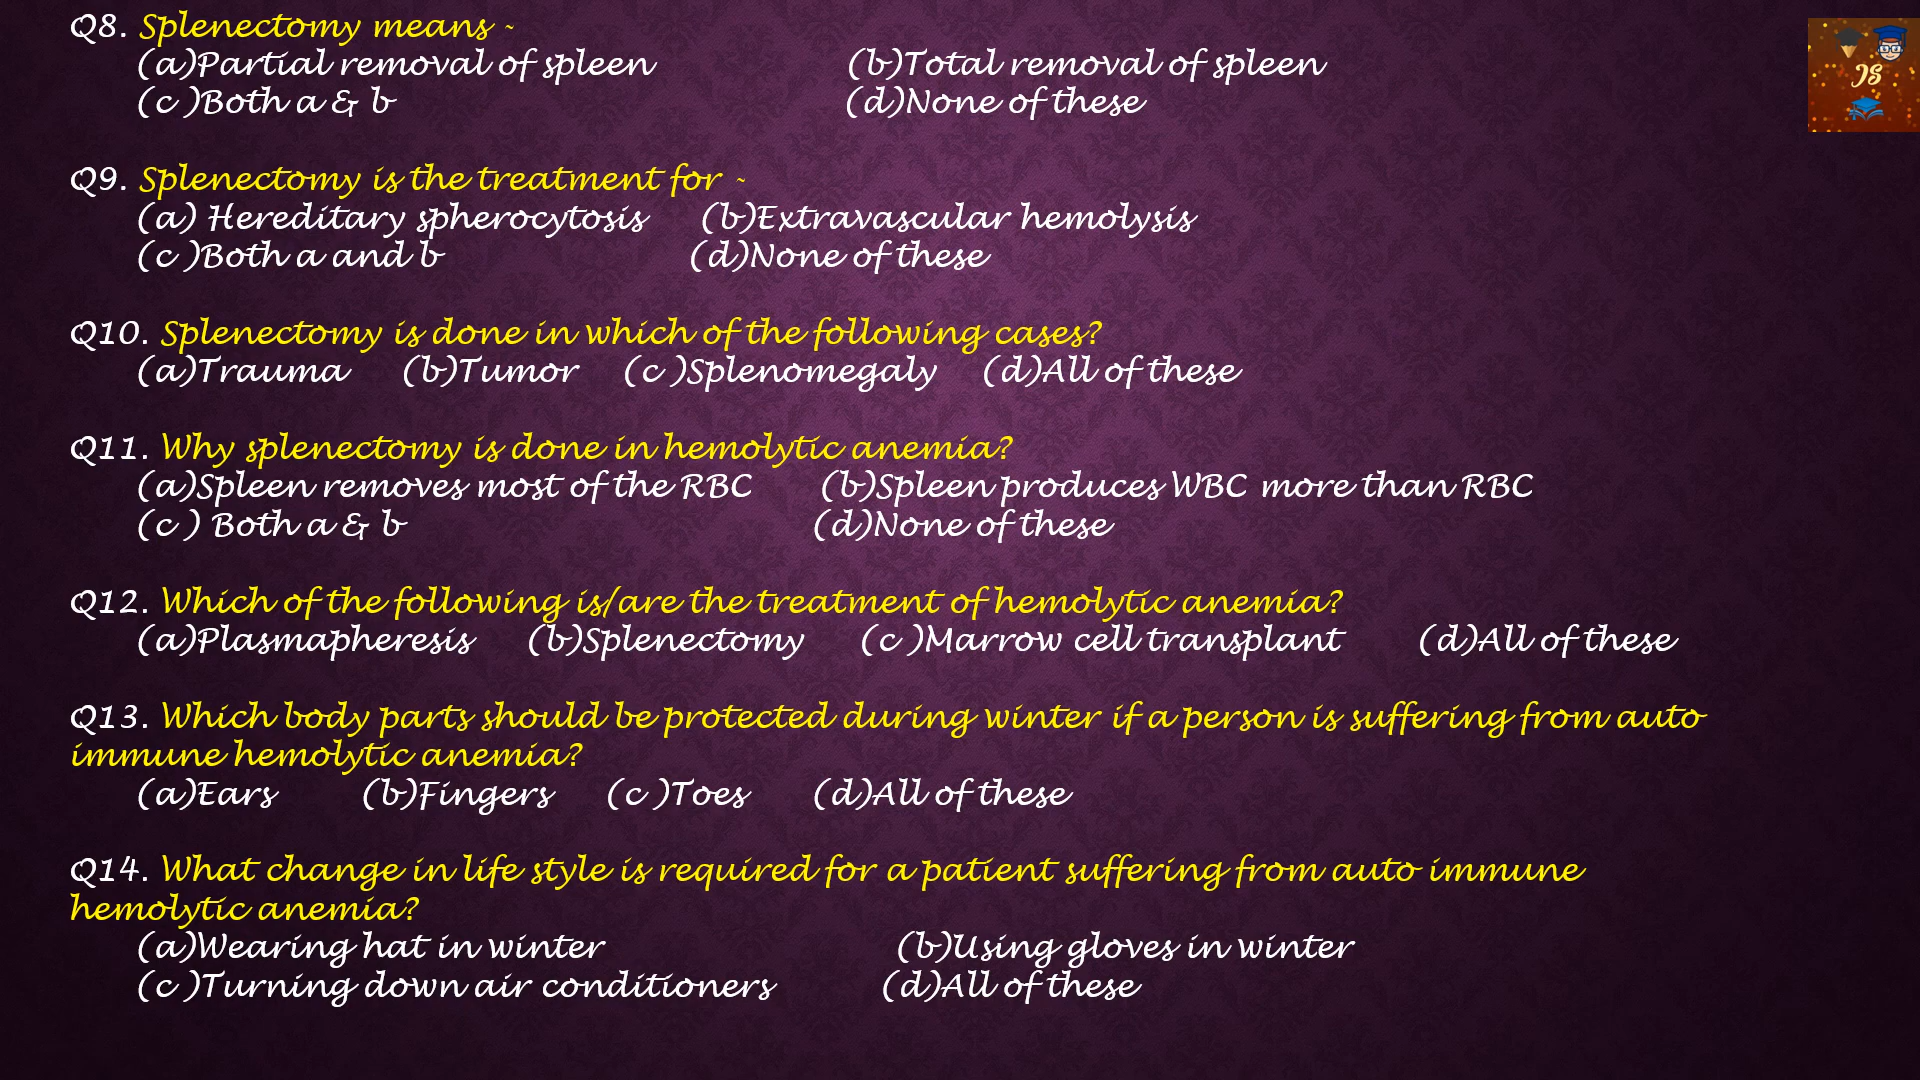 Q8. Splenectomy means -
(a)Partial removal of spleen (b)Total removal of spleen
(c )Both a & b (d)None of these
Q9. Splenectomy is the treatment for -
(a) Hereditary spherocytosis (b)Extravascular hemolysis
(c )Both a and b (d)None of these
Q10. Splenectomy is done in which of the following cases?
(a)Trauma (b)Tumor (c )Splenomegaly (d)All of these
Q11. Why splenectomy is done in hemolytic anemia?
(a)Spleen removes most of the RBC (b)Spleen produces WBC more than RBC
(c ) Both a & b (d)None of these
Q12. Which of the following is/are the treatment of hemolytic anemia?
(a)Plasmapheresis (b)Splenectomy (c )Marrow cell transplant (d)All of these
Q13. Which body parts should be protected during winter if a person is suffering from auto
immune hemolytic anemia?
(a)Ears (b)Fingers (c )Toes (d)All of these
Q14. What change in life style is required for a patient suffering from auto immune
hemolytic anemia?
(a)Wearing hat in winter (b)Using gloves in winter
(c )Turning down air conditioners (d)All of these
JS